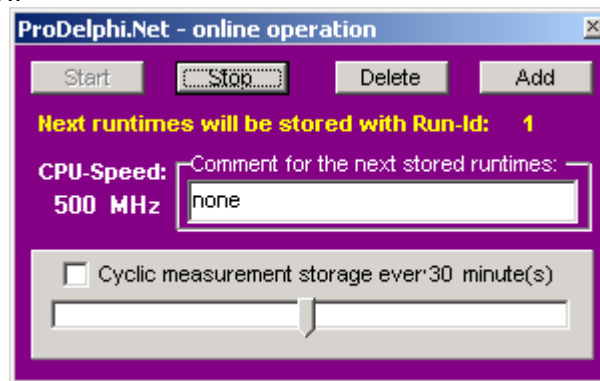 ProDelphi.Net - online operation
Start Stop Delete Add
Next runtimes will be stored with Run-Id: 1
Comment for the next stored runtimes:
CPU-Speed:
500 MHz
none
Cyclic measurement storage ever 30 minute(s)